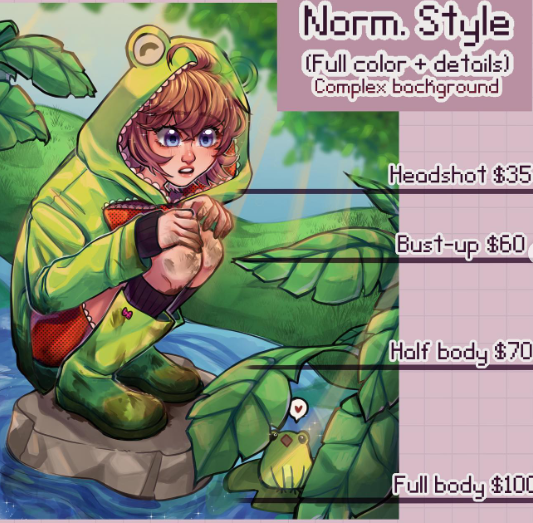 Norm. Style
(Full color + details)
Complex background
Headshot $35
Bust-up $60
Half body $70
Full body $100